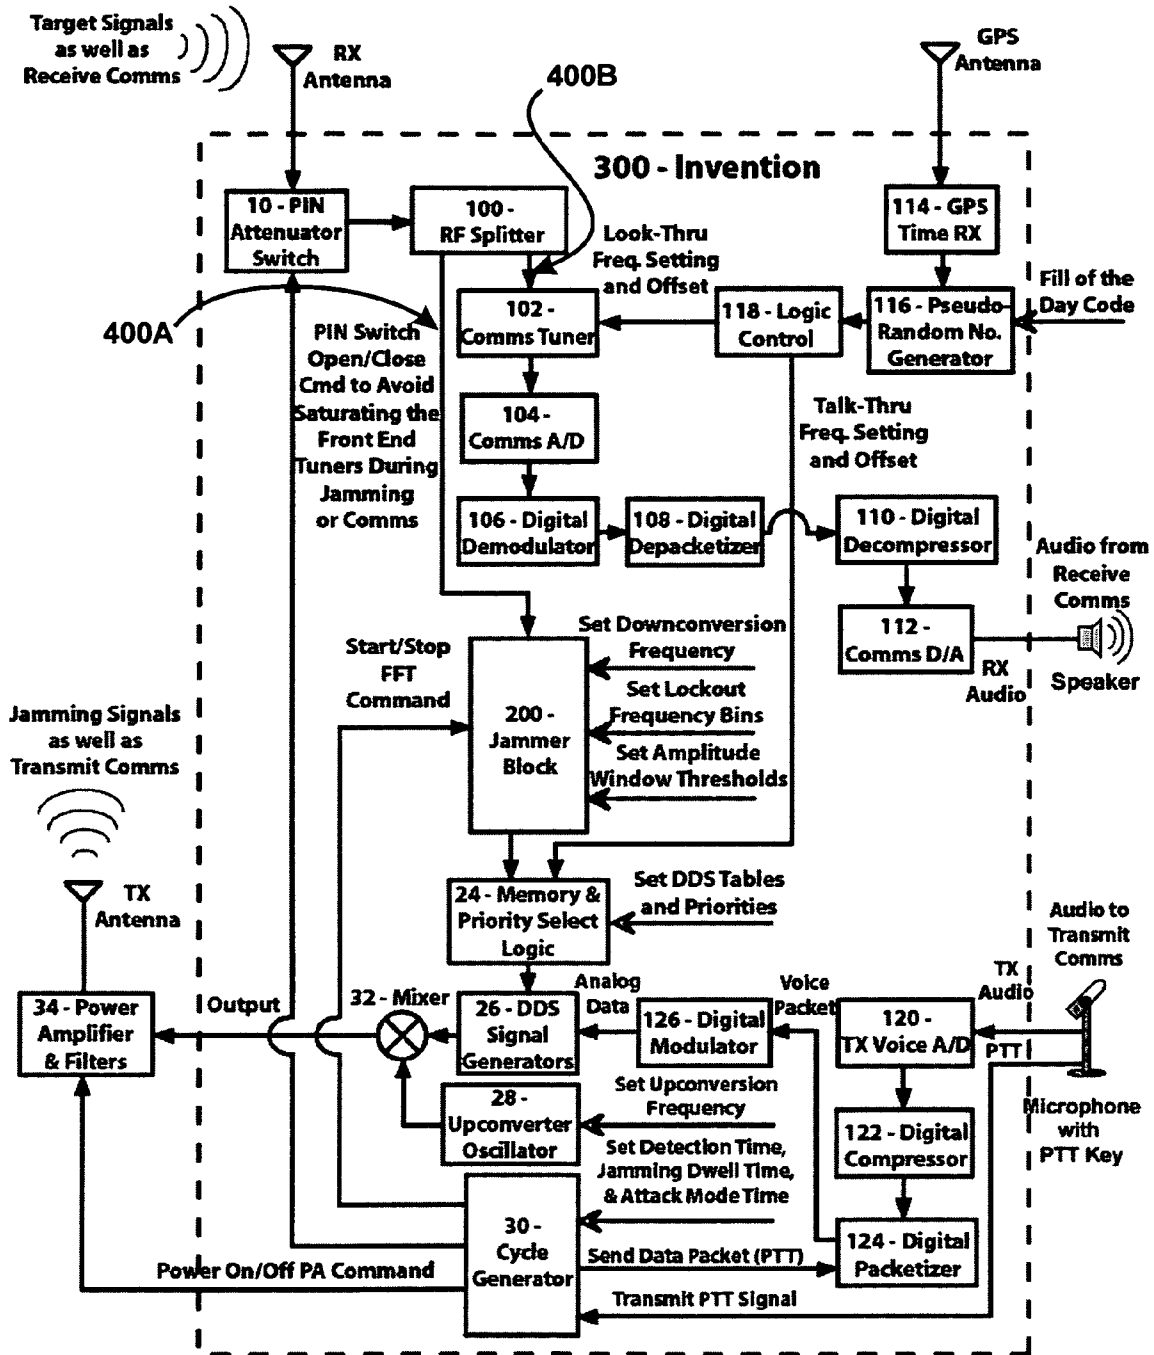 Target Signals
as well as
Receive Comms
RX
Antenna
400B
GPS
Antenna
300 - Invention
10 - PIN
Attenuator
Switch
100 -
RF Splitter
Look-Thru
Freq. Setting
and Offset
114 - GPS
Time RX
Fill of the
Day Code
400A
PIN Switch
Open/Close
Cmd to Avoid
Saturating the
Front End
Tuners During
Jamming
or Comms
102 -
Comms Tuner
118 - Logic
Control
116 - Pseudo-
Random No.
Generator
104 -
Comms A/D
Talk-Thru
Freq. Setting
and Offset
106 - Digital
Demodulator
108 - Digital
Depacketizer
110 - Digital
Decompressor
Audio from
Receive
Comms
112 -
Comms D/A
RX
Audio
Speaker
Start/Stop
FFT
Command
Set Downconversion
Frequency
Set Lockout
Frequency Bins
Set Amplitude
Window Thresholds
200 -
Jammer
Block
Jamming Signals
as well as
Transmit Comms
TX
Antenna
24 - Memory &
Priority Select
Logic
Set DDS Tables
and Priorities
Audio to
Transmit
Comms
TX
Audio
34 - Power
Amplifier
& Filters
Output
32 - Mixer
26 - DDS
Signal
Generators
Analog
Data
126 - Digital
Modulator
Voice
Packet
120 -
TX Voice A/D
PTT
28 -
Upconverter
Oscillator
Set Upconversion
Frequency
122 - Digital
Compressor
Microphone
with
PTT Key
Set Detection Time,
Jamming Dwell Time,
& Attack Mode Time
30 -
Cycle
Generator
Send Data Packet (PTT)
124 - Digital
Packetizer
Power On/Off PA Command
Transmit PTT Signal